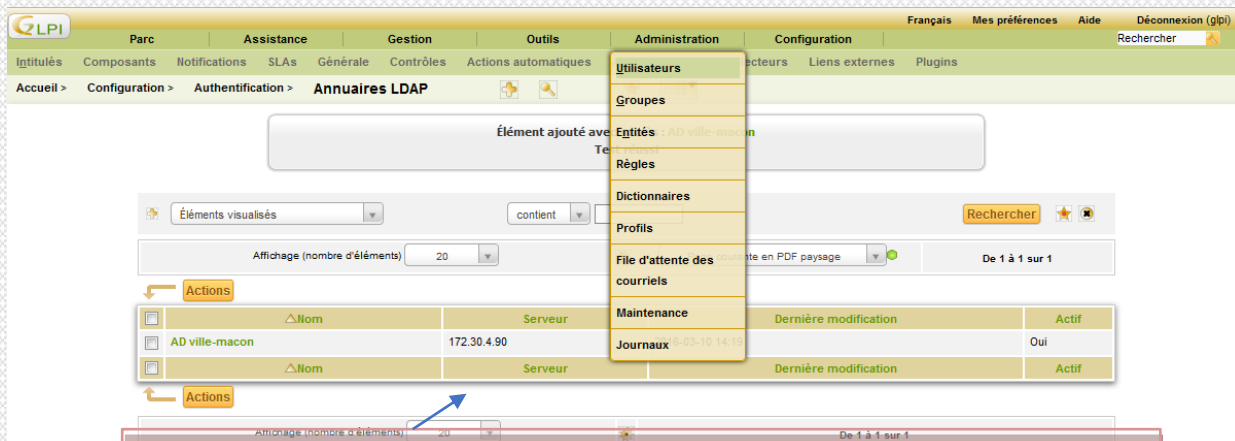 GLPI
Français Mes préférences Aide Déconnexion (glpi)
Parc Assistance Gestion Outils Administration Configuration Rechercher
Intitulés Composants Notifications SLAs Générale Contrôles Actions automatiques ecteurs Liens externes Plugins
Accueil > Configuration > Authentification > Annuaires LDAP
Utilisateurs
Groupes
Entités
Règles
Dictionnaires
Profils
File d'attente des
courriels
Maintenance
Journaux
Élément ajouté ave : AD ville-macon
Test réussi
Éléments visualisés contient Rechercher
Affichage (nombre d'éléments) 20 courante en PDF paysage De 1 à 1 sur 1
Actions
Nom Serveur Dernière modification Actif
AD ville-macon 172.30.4.90 2016-03-10 14:19 Oui
Nom Serveur Dernière modification Actif
Actions
Affichage (nombre d'éléments) 20 De 1 à 1 sur 1